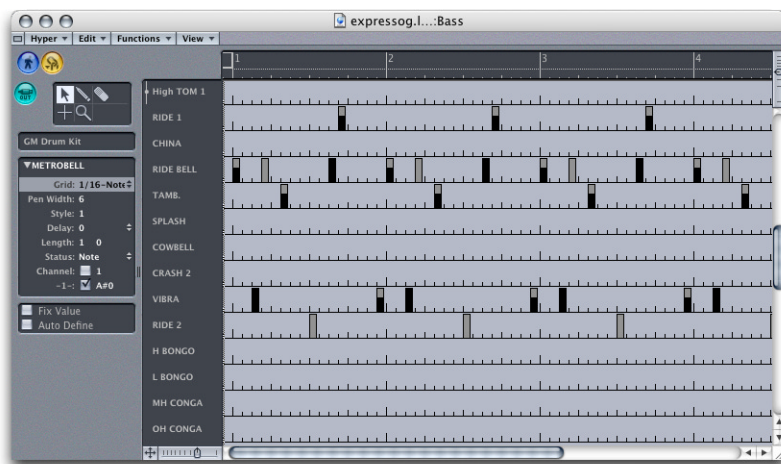 expressog.l...:Bass
Hyper Edit Functions View
1 2 3 4
OUT
GM Drum Kit
METROBELL
Grid: 1/16-Note
Pen Width: 6
Style: 1
Delay: 0
Length: 1 0
Status: Note
Channel: 1
-1-: A#0
Fix Value
Auto Define
High TOM 1
RIDE 1
CHINA
RIDE BELL
TAMB.
SPLASH
COWBELL
CRASH 2
VIBRA
RIDE 2
H BONGO
L BONGO
MH CONGA
OH CONGA